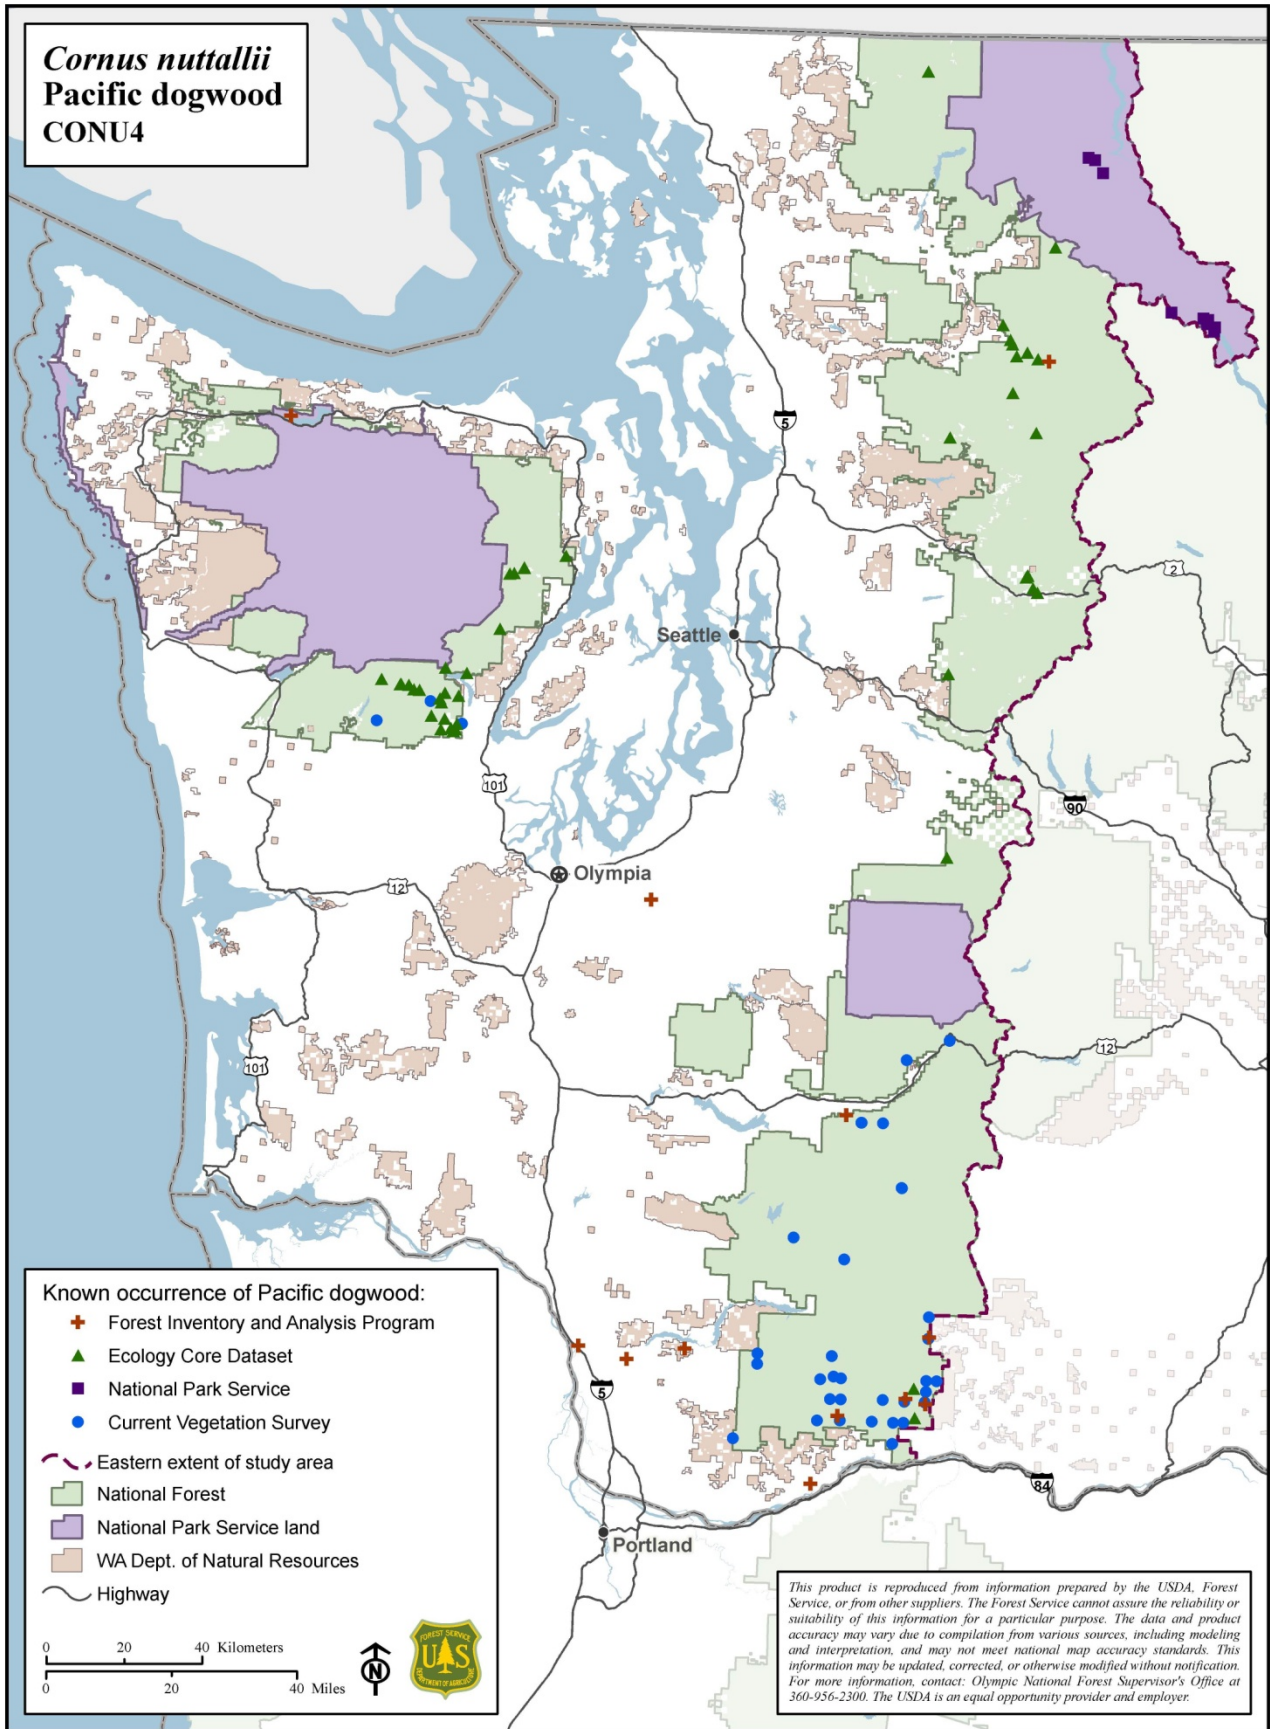 Cornus nuttallii
Pacific dogwood
CONU4
5
2
Seattle
101
90
Olympia
12
12
101
Known occurrence of Pacific dogwood:
Forest Inventory and Analysis Program
Ecology Core Dataset
National Park Service
Current Vegetation Survey
Eastern extent of study area
National Forest
National Park Service land
WA Dept. of Natural Resources
Highway
0 20 40 Kilometers
0 20 40 Miles
N
FOREST SERVICE
U S
DEPARTMENT OF AGRICULTURE
5
84
Portland
This product is reproduced from information prepared by the USDA, Forest
Service, or from other suppliers. The Forest Service cannot assure the reliability or
suitability of this information for a particular purpose. The data and product
accuracy may vary due to compilation from various sources, including modeling
and interpretation, and may not meet national map accuracy standards. This
information may be updated, corrected, or otherwise modified without notification.
For more information, contact: Olympic National Forest Supervisor's Office at
360-956-2300. The USDA is an equal opportunity provider and employer.